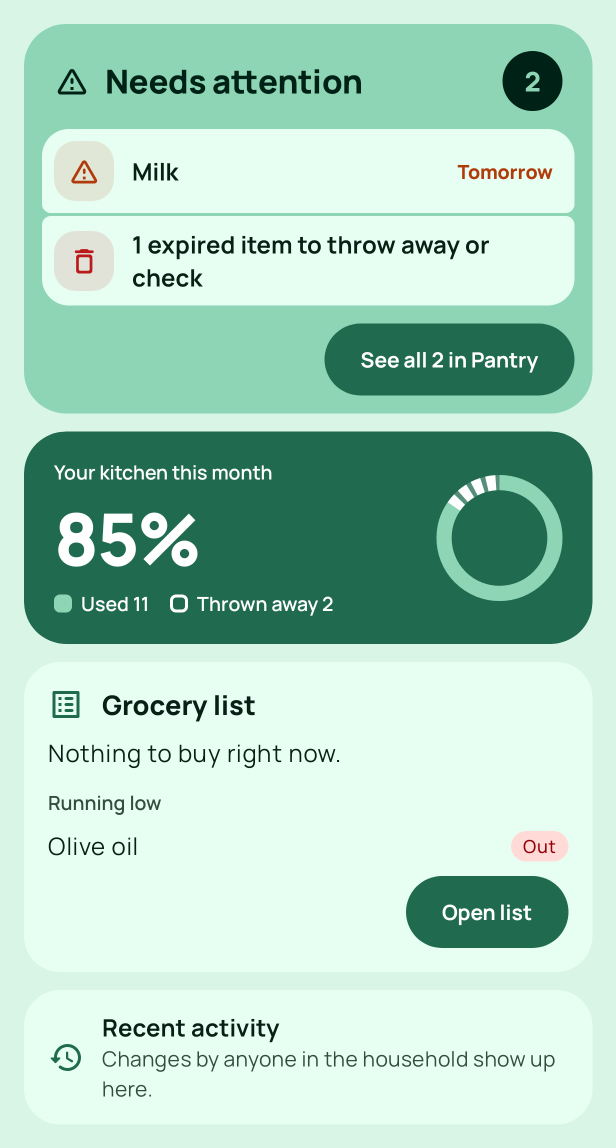 Needs attention
2
Milk
Tomorrow
1 expired item to throw away or
check
See all 2 in Pantry
Your kitchen this month
85%
Used 11
Thrown away 2
Grocery list
Nothing to buy right now.
Running low
Olive oil
Out
Open list
Recent activity
Changes by anyone in the household show up
here.